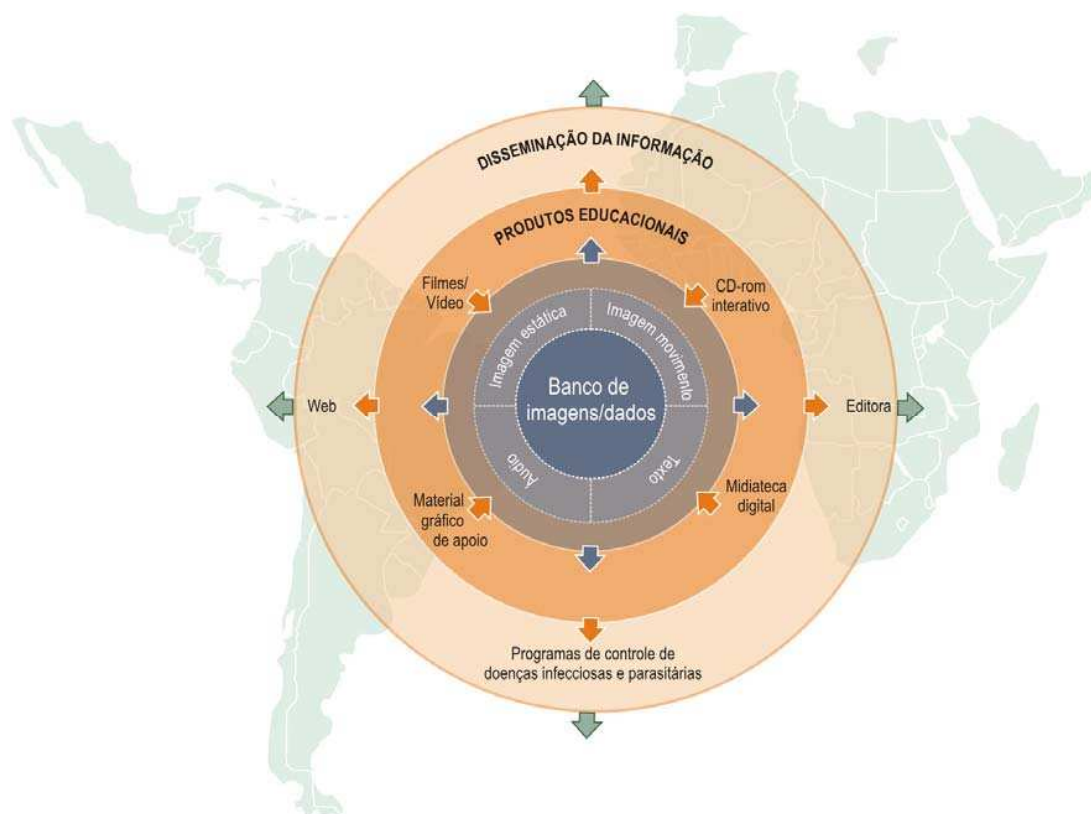 DISSEMINAÇÃO DA INFORMAÇÃO
PRODUTOS EDUCACIONAIS
Filmes/
Vídeo
CD-rom
interativo
Imagem estática
Imagem movimento
Banco de
imagens/dados
Web
Editora
Áudio
Texto
Material
gráfico
de apoio
Midiateca
digital
Programas de controle de
doenças infecciosas e parasitárias